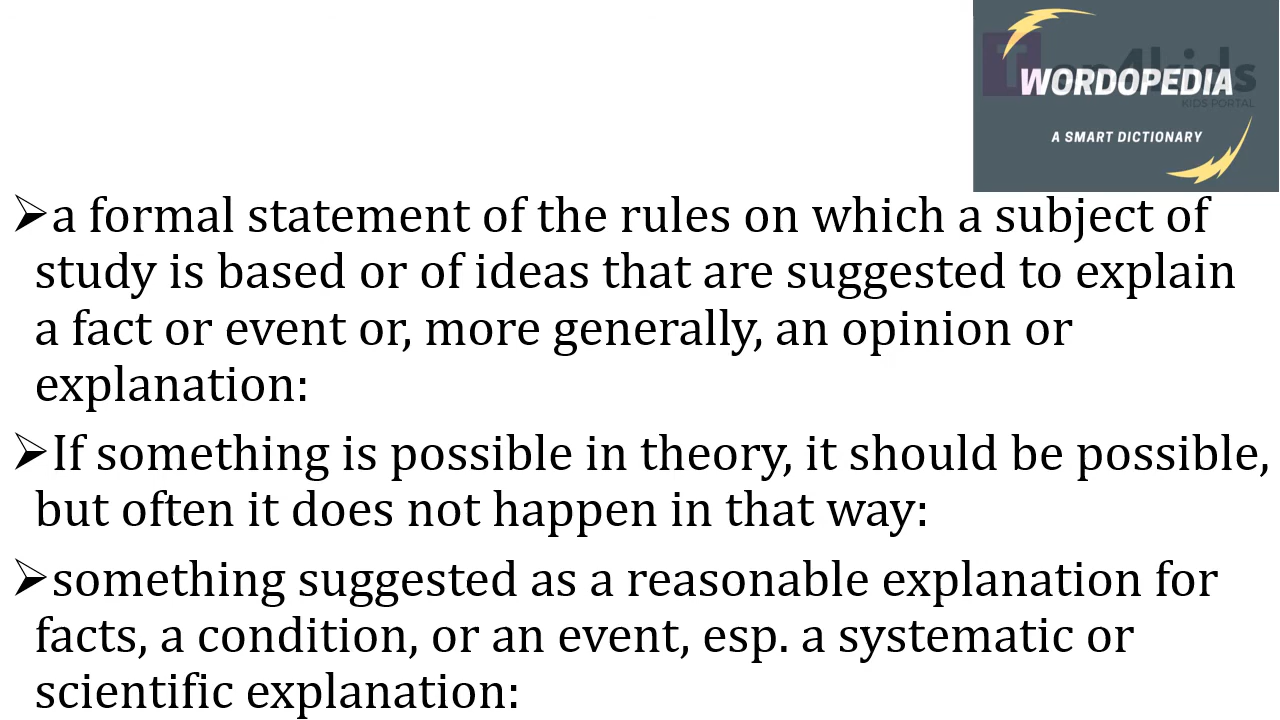 WORDOPEDIA
KIDS PORTAL
A SMART DICTIONARY
➢a formal statement of the rules on which a subject of
study is based or of ideas that are suggested to explain
a fact or event or, more generally, an opinion or
explanation:
➢If something is possible in theory, it should be possible,
but often it does not happen in that way:
➢something suggested as a reasonable explanation for
facts, a condition, or an event, esp. a systematic or
scientific explanation: